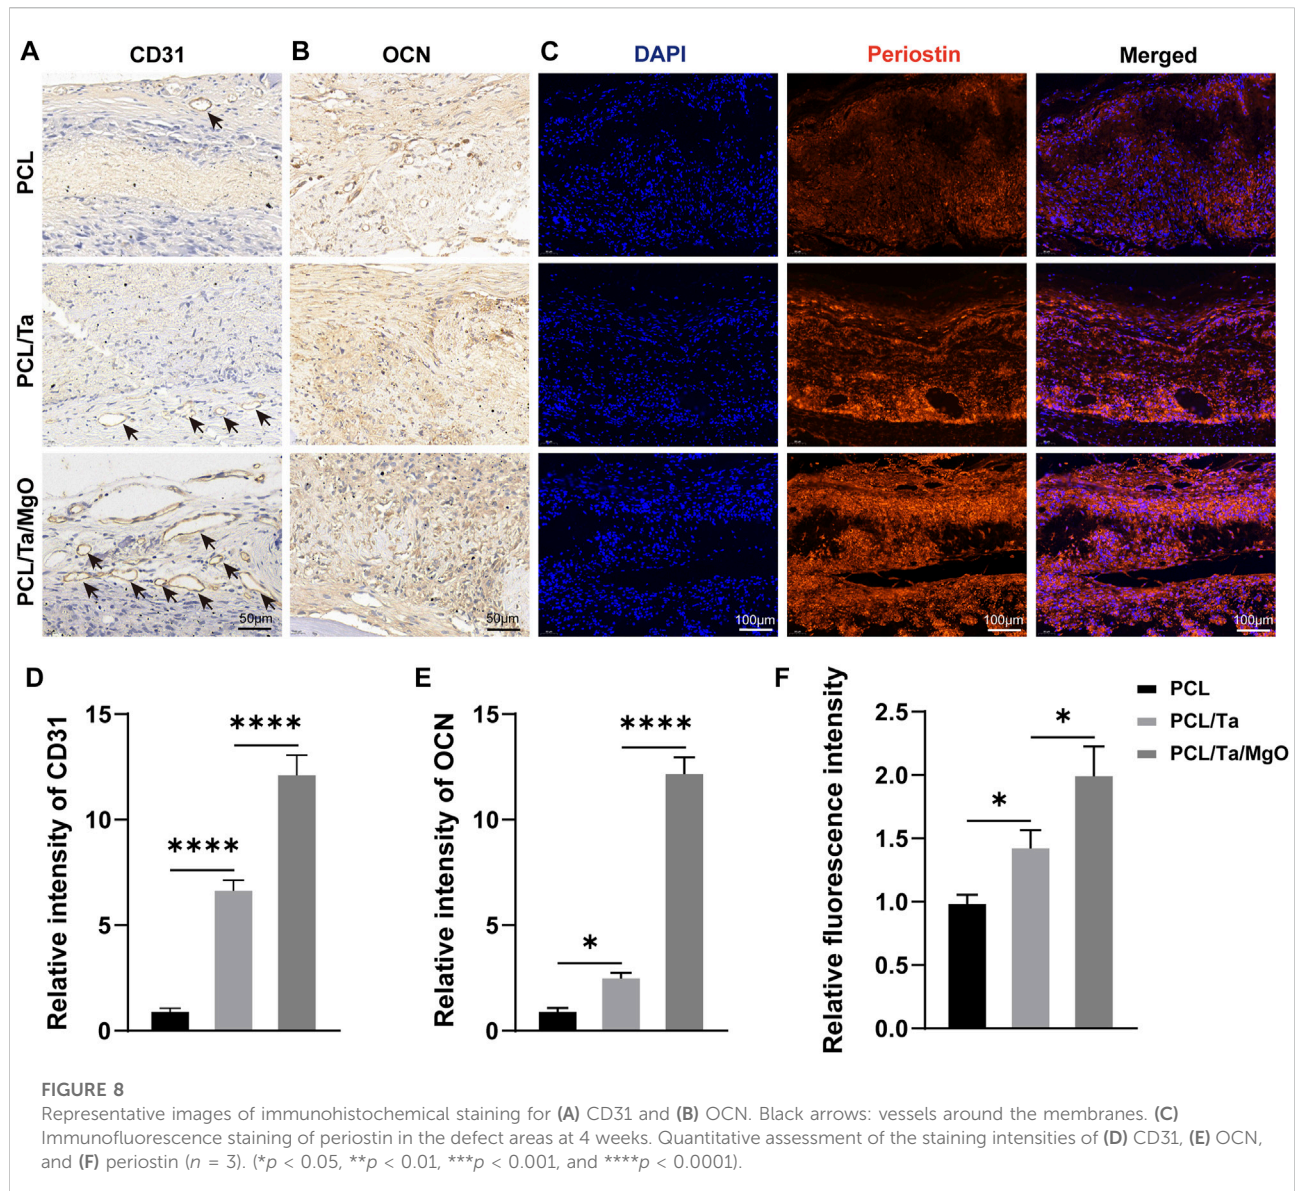 A
CD31
B
OCN
C
DAPI
Periostin
Merged
PCL
PCL/Ta
PCL/Ta/MgO
50μm
50μm
100μm
100μm
100μm
D
Relative intensity of CD31
15
10
5
0
****
****
E
Relative intensity of OCN
15
10
5
0
*
****
F
Relative fluorescence intensity
2.5
2.0
1.5
1.0
0.5
0.0
*
*
PCL
PCL/Ta
PCL/Ta/MgO
FIGURE 8
Representative images of immunohistochemical staining for (A) CD31 and (B) OCN. Black arrows: vessels around the membranes. (C)
Immunofluorescence staining of periostin in the defect areas at 4 weeks. Quantitative assessment of the staining intensities of (D) CD31, (E) OCN,
and (F) periostin (n = 3). (*p < 0.05, **p < 0.01, ***p < 0.001, and ****p < 0.0001).